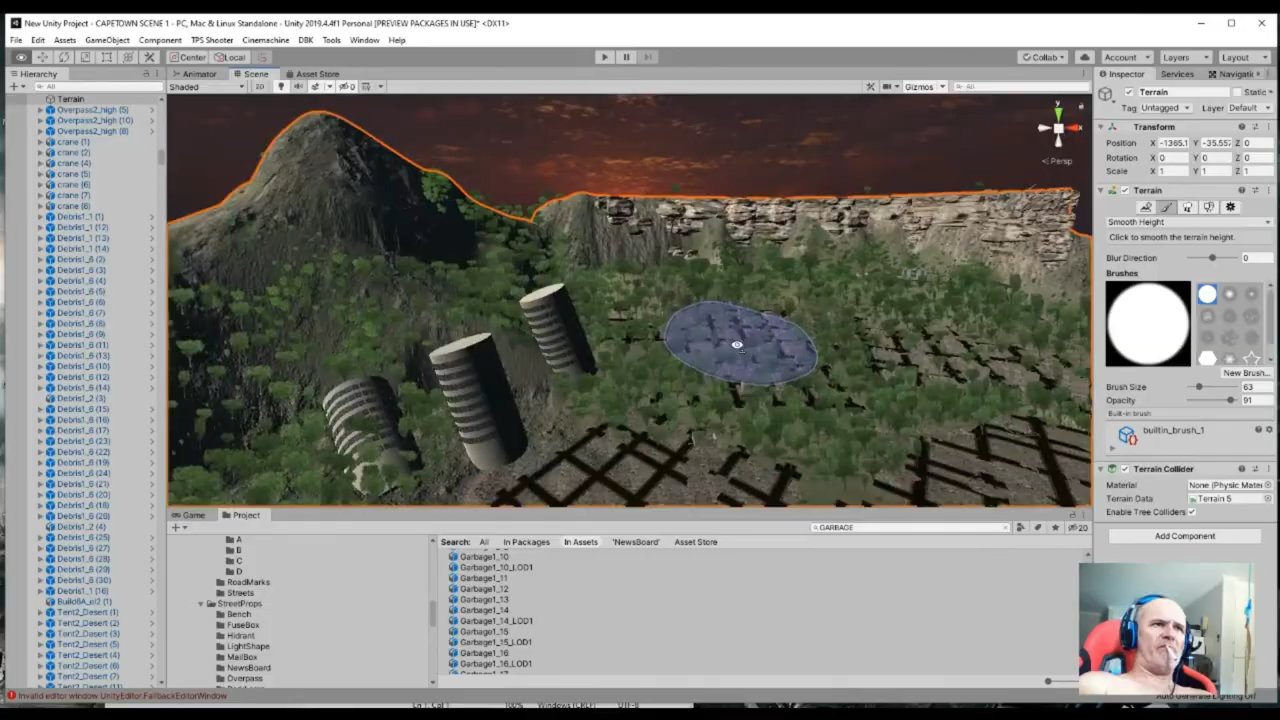 New Unity Project - CAPETOWN SCENE 1 - PC, Mac & Linux Standalone - Unity 2019.4.4f1 Personal [PREVIEW PACKAGES IN USE]* <DX11>
File Edit Assets GameObject Component TPS Shooter Cinemachine DBK Tools Window Help
Center Local Collab Account Layers Layout
Hierarchy Animator Scene Asset Store Inspector Services
All Shaded 2D Gizmos All
Terrain
Overpass2_high (5)
Overpass2_high (10)
Overpass2_high (8)
crane (1)
crane (2)
crane (4)
crane (5)
crane (6)
crane (7)
crane (8)
Debris1_1 (1)
Debris1_1 (12)
Debris1_1 (13)
Debris1_1 (14)
Debris1_6 (2)
Debris1_6 (3)
Debris1_6 (4)
Debris1_6 (5)
Debris1_6 (6)
Debris1_6 (7)
Debris1_6 (8)
Debris1_6 (9)
Debris1_6 (11)
Debris1_6 (13)
Debris1_6 (10)
Debris1_6 (12)
Debris1_6 (14)
Debris1_2 (3)
Debris1_6 (15)
Debris1_6 (16)
Debris1_6 (17)
Debris1_6 (23)
Debris1_6 (22)
Debris1_6 (19)
Debris1_6 (24)
Debris1_6 (21)
Debris1_6 (20)
Debris1_6 (18)
Debris1_6 (26)
Debris1_2 (4)
Debris1_6 (25)
Debris1_6 (27)
Debris1_6 (28)
Debris1_6 (29)
Debris1_6 (30)
Debris1_1 (16)
Tent2_Desert (1)
Tent2_Desert (2)
Tent2_Desert (3)
Tent2_Desert (5)
Tent2_Desert (4)
Tent2_Desert (6)
Tent2_Desert (7)
y
x
< Persp
Terrain Static
Tag Untagged Layer Default
Transform
Position X -1365.1 Y -35.557 Z 0
Rotation X 0 Y 0 Z 0
Scale X 1 Y 1 Z 1
Terrain
Smooth Height
Click to smooth the terrain height.
Blur Direction 0
Brushes
New Brush...
Brush Size 63
Opacity 91
Built-in brush
builtin_brush_1
Terrain Collider
Material None (Physic Mater
Terrain Data Terrain 5
Enable Tree Colliders
Add Component
Game Project
GARBAGE 20
Search: All In Packages In Assets 'NewsBoard' Asset Store
A
B
C
D
RoadMarks
Streets
StreetProps
Bench
FuseBox
Hidrant
LightShape
MailBox
NewsBoard
Overpass
Garbage1_10
Garbage1_10_LOD1
Garbage1_11
Garbage1_12
Garbage1_13
Garbage1_14
Garbage1_14_LOD1
Garbage1_15
Garbage1_15_LOD1
Garbage1_16
Garbage1_16_LOD1
Invalid editor window UnityEditor.FallbackEditorWindow
Auto Generate Lighting Off